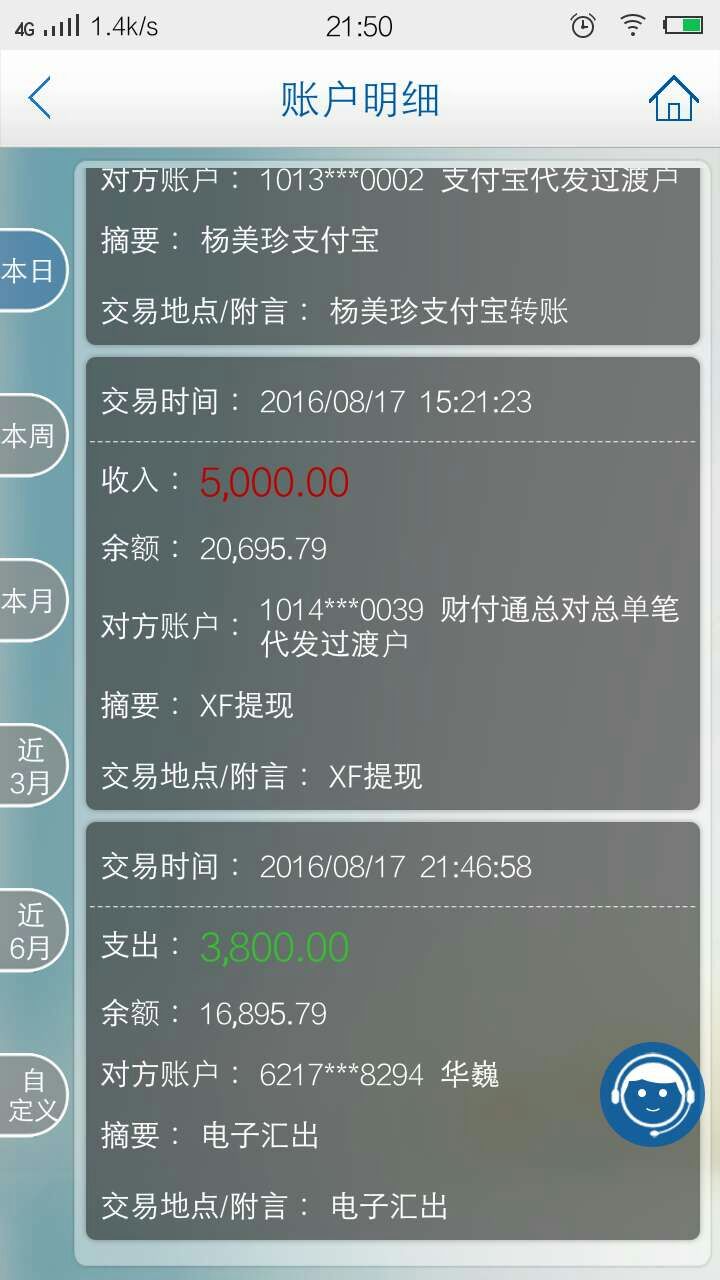 4G 1.4k/s 21:50
账户明细
对方账户： 1013***0002 支付宝代发过渡户
摘要： 杨美珍支付宝
交易地点/附言： 杨美珍支付宝转账
本日
本周
本月
近
3月
近
6月
自
定义
交易时间： 2016/08/17 15:21:23
收入： 5,000.00
余额： 20,695.79
对方账户： 1014***0039 财付通总对总单笔
代发过渡户
摘要： XF提现
交易地点/附言： XF提现
交易时间： 2016/08/17 21:46:58
支出： 3,800.00
余额： 16,895.79
对方账户： 6217***8294 华巍
摘要： 电子汇出
交易地点/附言： 电子汇出